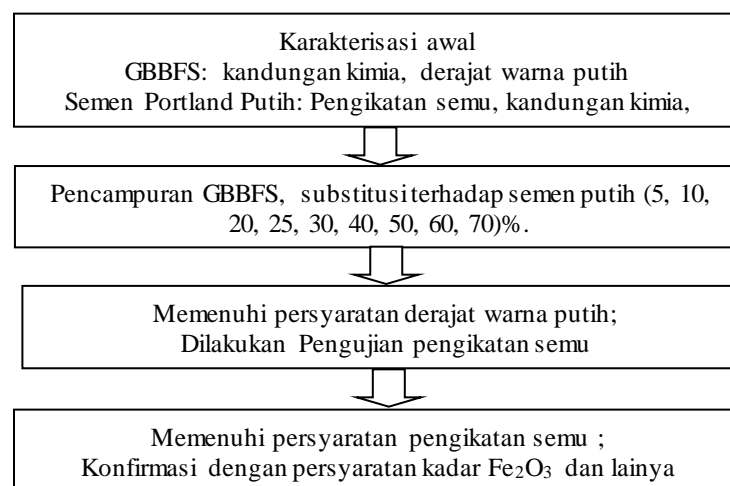 Karakterisasi awal
GBBFS: kandungan kimia, derajat warna putih
Semen Portland Putih: Pengikatan semu, kandungan kimia,
Pencampuran GBBFS, substitusi terhadap semen putih (5, 10,
20, 25, 30, 40, 50, 60, 70)%.
Memenuhi persyaratan derajat warna putih;
Dilakukan Pengujian pengikatan semu
Memenuhi persyaratan pengikatan semu ;
Konfirmasi dengan persyaratan kadar Fe₂O₃ dan lainya